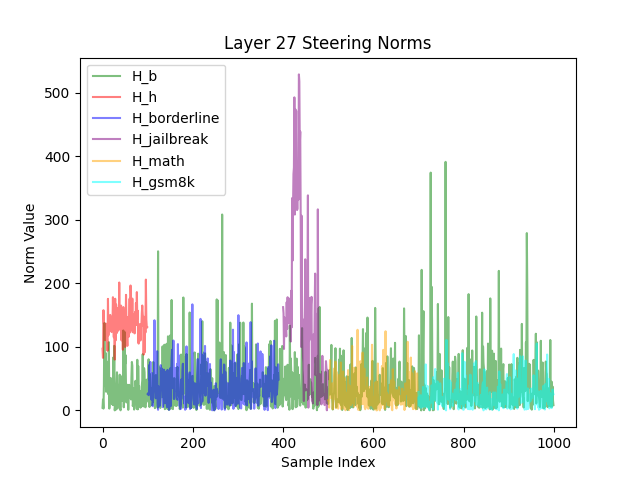 Layer 27 Steering Norms
H_b
H_h
H_borderline
H_jailbreak
H_math
H_gsm8k
Norm Value
500
400
300
200
100
0
0 200 400 600 800 1000
Sample Index